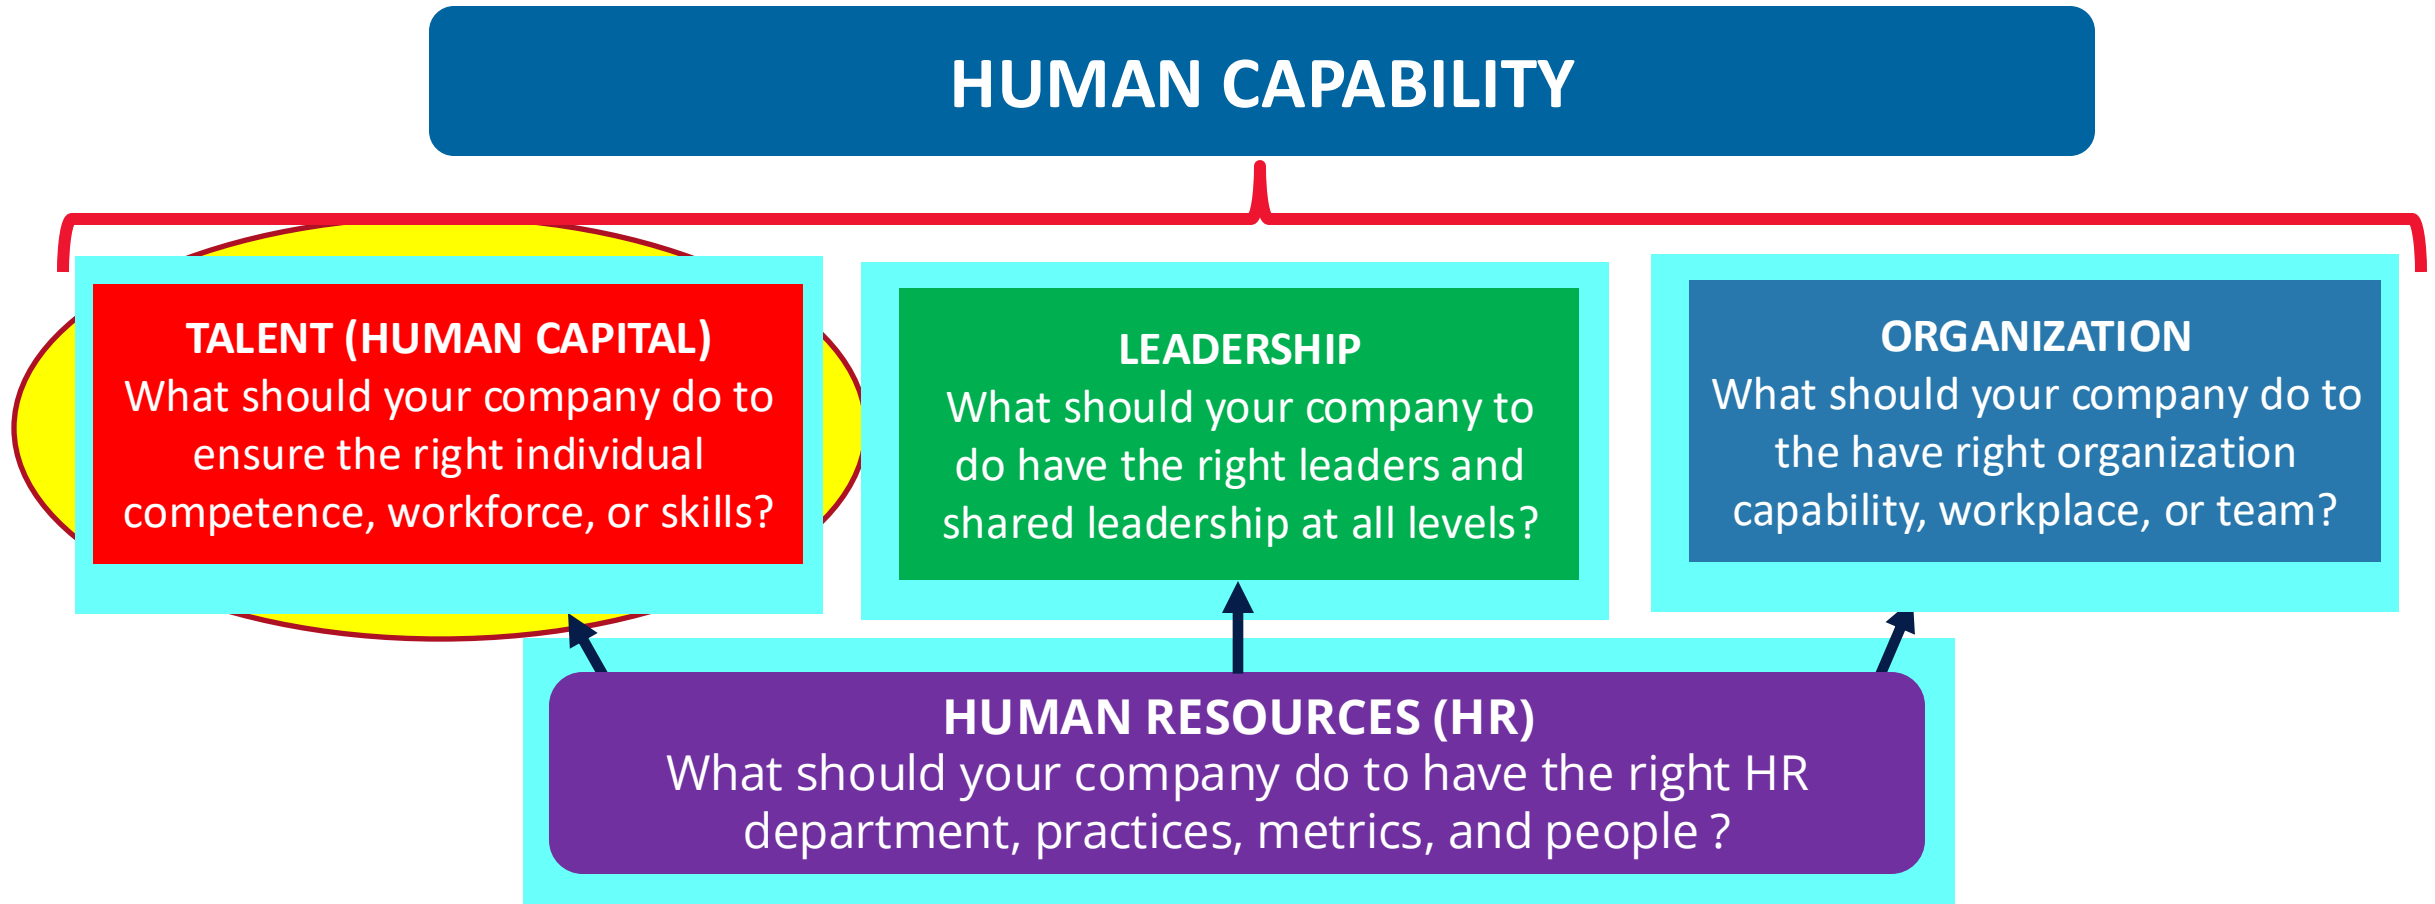 HUMAN CAPABILITY
TALENT (HUMAN CAPITAL)
What should your company do to
ensure the right individual
competence, workforce, or skills?
LEADERSHIP
What should your company to
do have the right leaders and
shared leadership at all levels?
ORGANIZATION
What should your company do to
the have right organization
capability, workplace, or team?
HUMAN RESOURCES (HR)
What should your company do to have the right HR
department, practices, metrics, and people ?